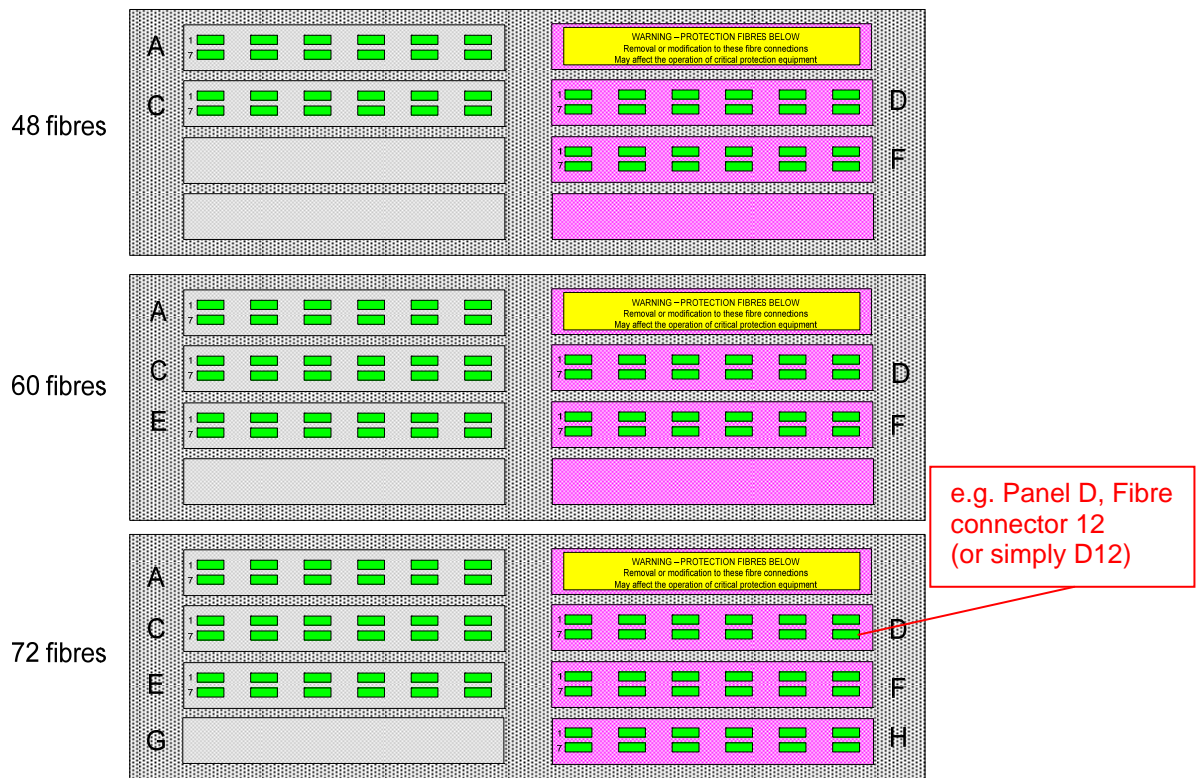 48 fibres
A
1
7
WARNING – PROTECTION FIBRES BELOW
Removal or modification to these fibre connections
May affect the operation of critical protection equipment
C
1
7
1
7
D
1
7
F
60 fibres
A
1
7
WARNING – PROTECTION FIBRES BELOW
Removal or modification to these fibre connections
May affect the operation of critical protection equipment
C
1
7
1
7
D
E
1
7
1
7
F
e.g. Panel D, Fibre
connector 12
(or simply D12)
72 fibres
A
1
7
WARNING – PROTECTION FIBRES BELOW
Removal or modification to these fibre connections
May affect the operation of critical protection equipment
C
1
7
1
7
D
E
1
7
1
7
F
G
1
7
H